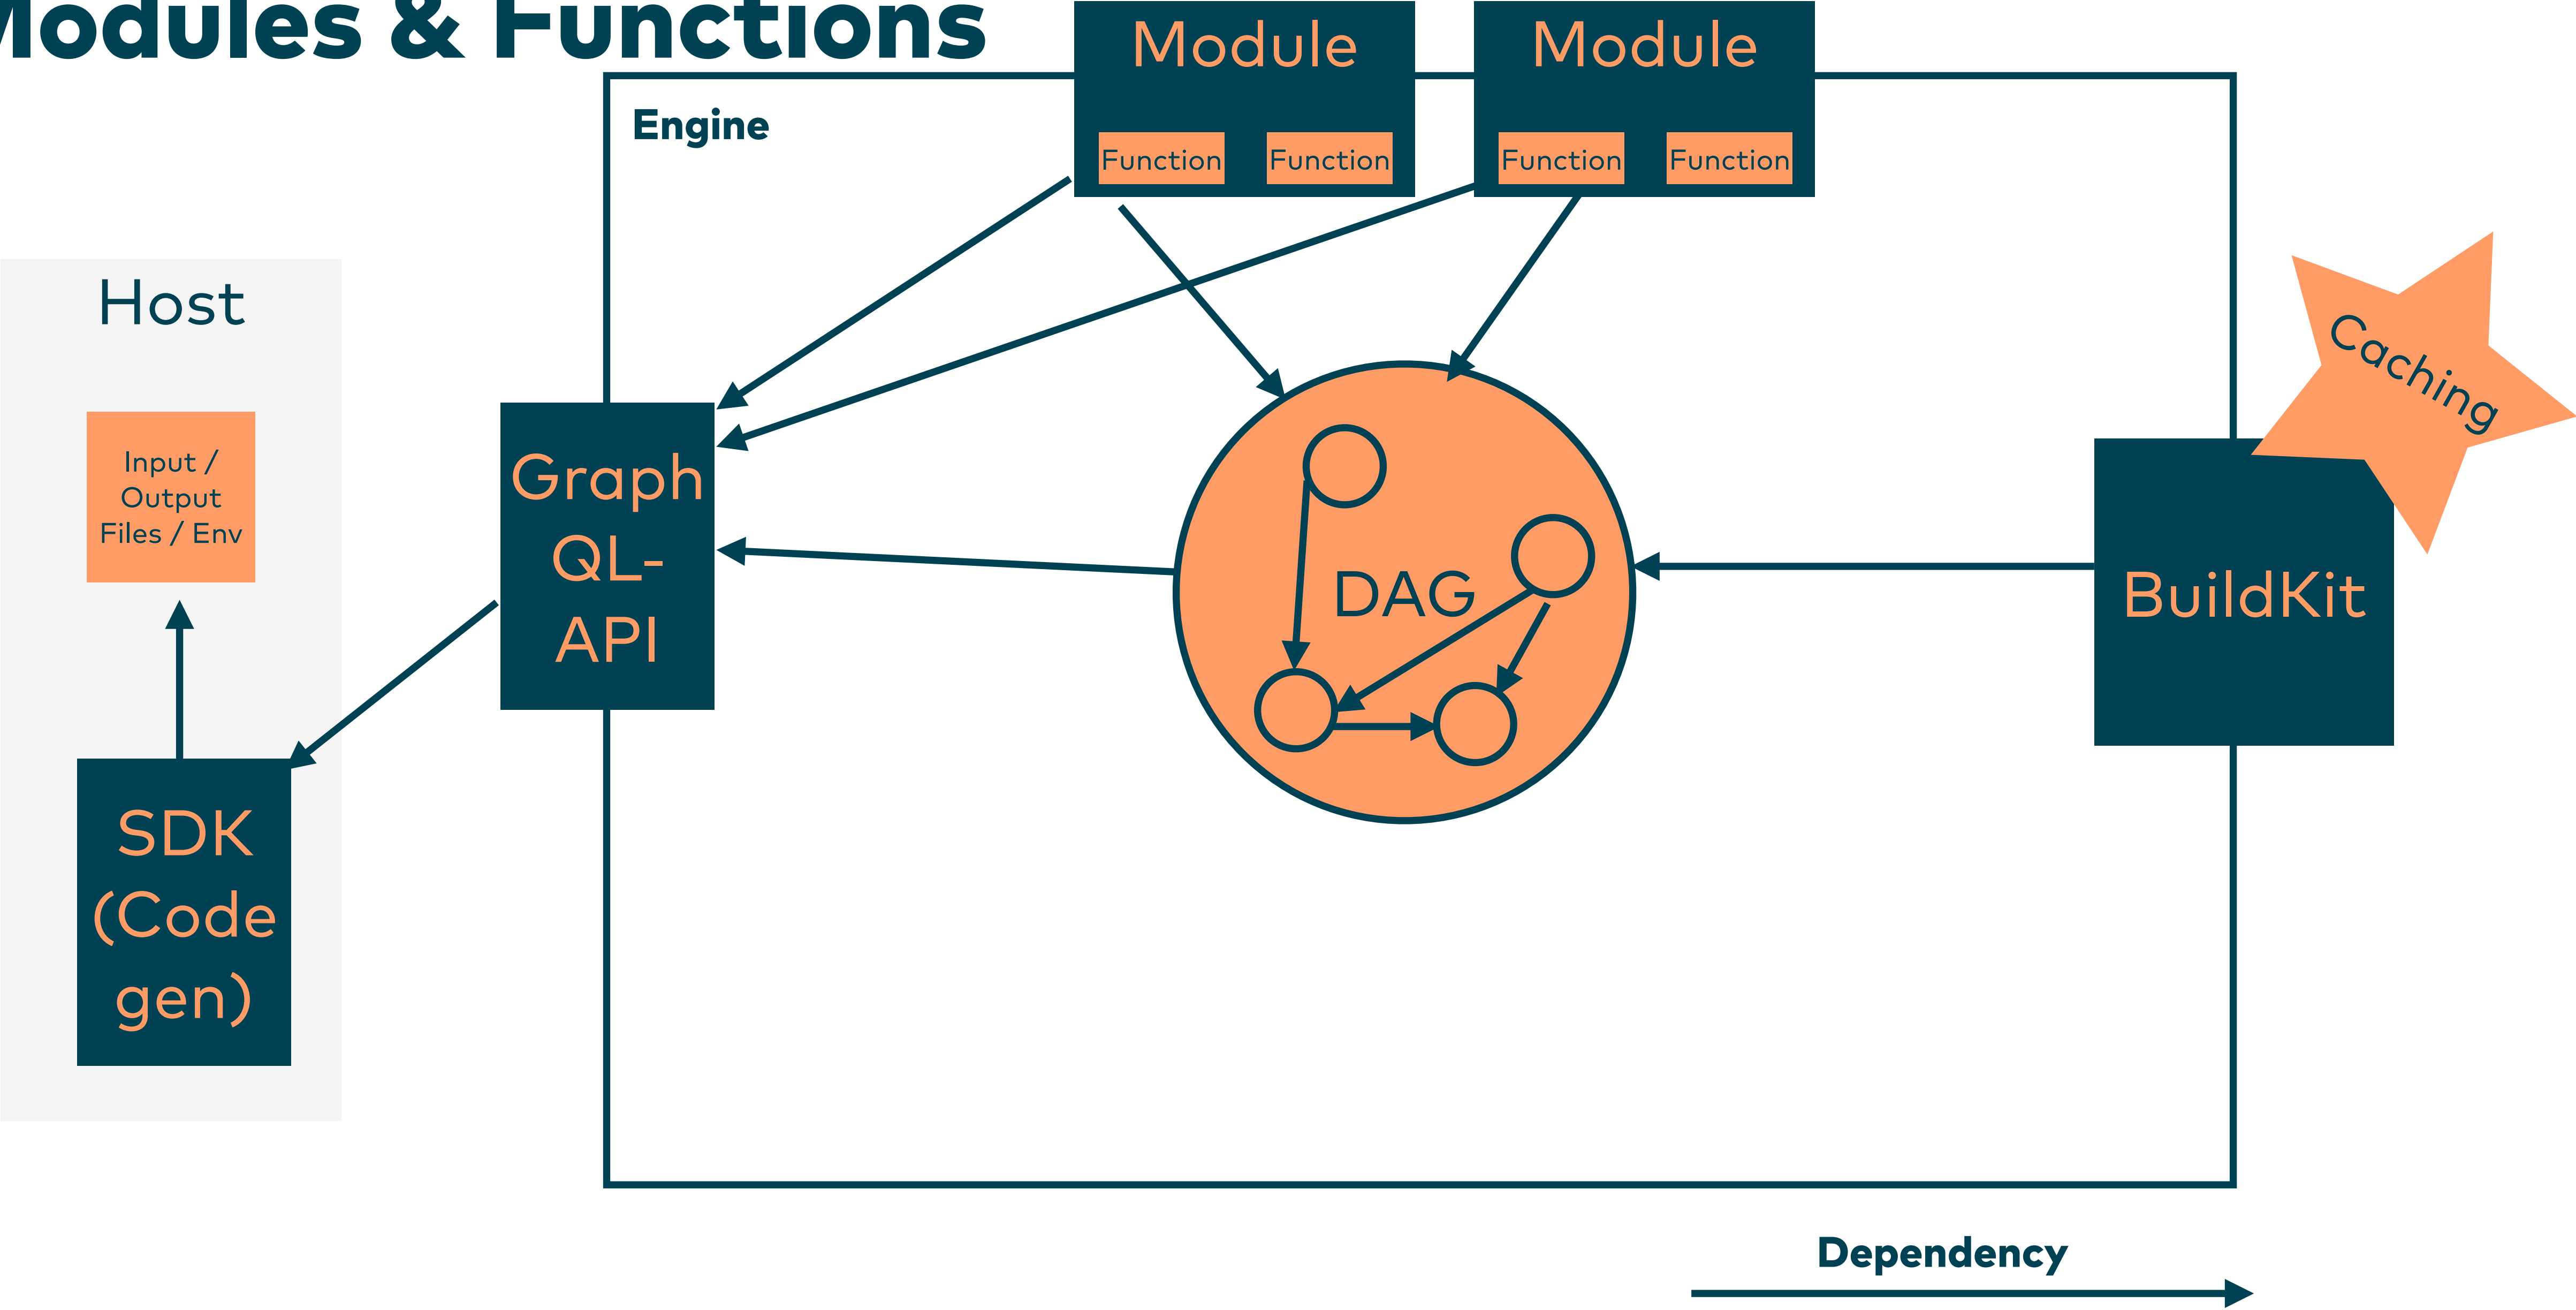 Modules & Functions
Module
Module
Engine
Function
Function
Function
Function
Host
Caching
Input /
Output
Files / Env
Graph
QL-
API
DAG
BuildKit
SDK
(Code
gen)
Dependency